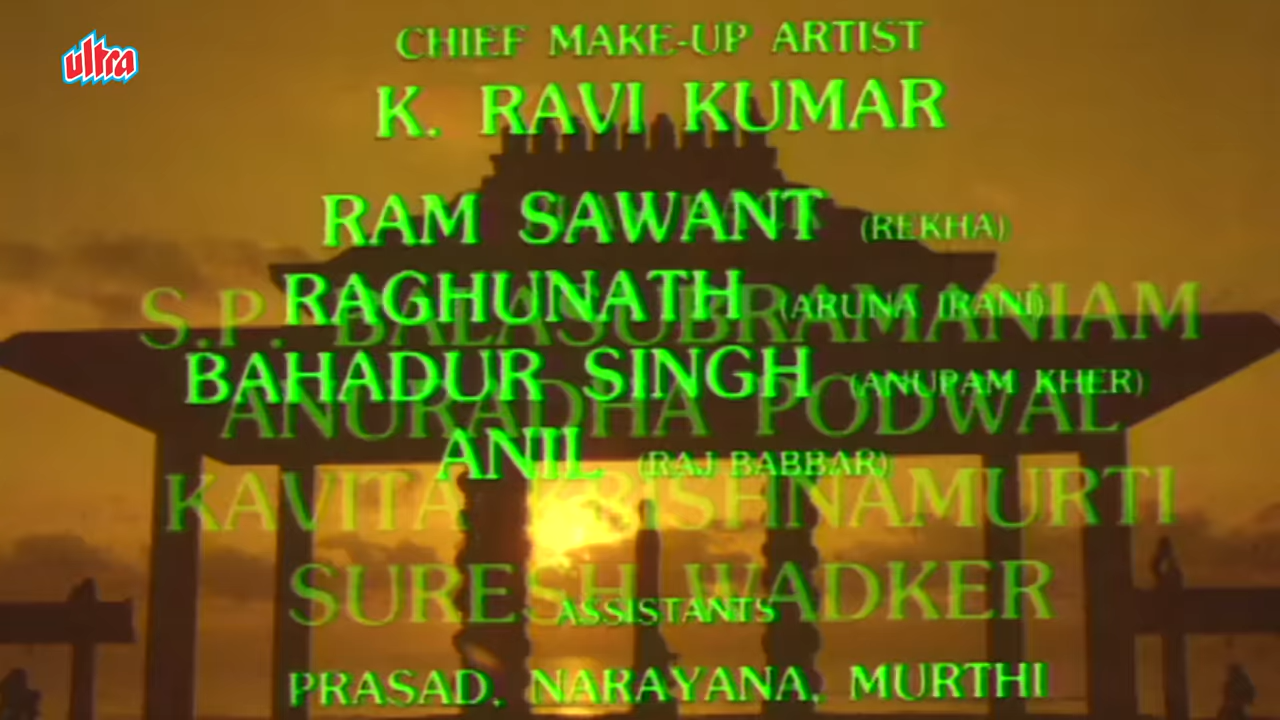 ultra
CHIEF MAKE-UP ARTIST
K. RAVI KUMAR
RAM SAWANT (REKHA)
RAGHUNATH (ARUNA IRANI)
S.P. BALASUBRAMANIAM
BAHADUR SINGH (ANUPAM KHER)
ANURADHA PODWAL
ANIL (RAJ BABBAR)
KAVITA KRISHNAMURTI
SURESH WADKER
ASSISTANTS
PRASAD, NARAYANA, MURTHI